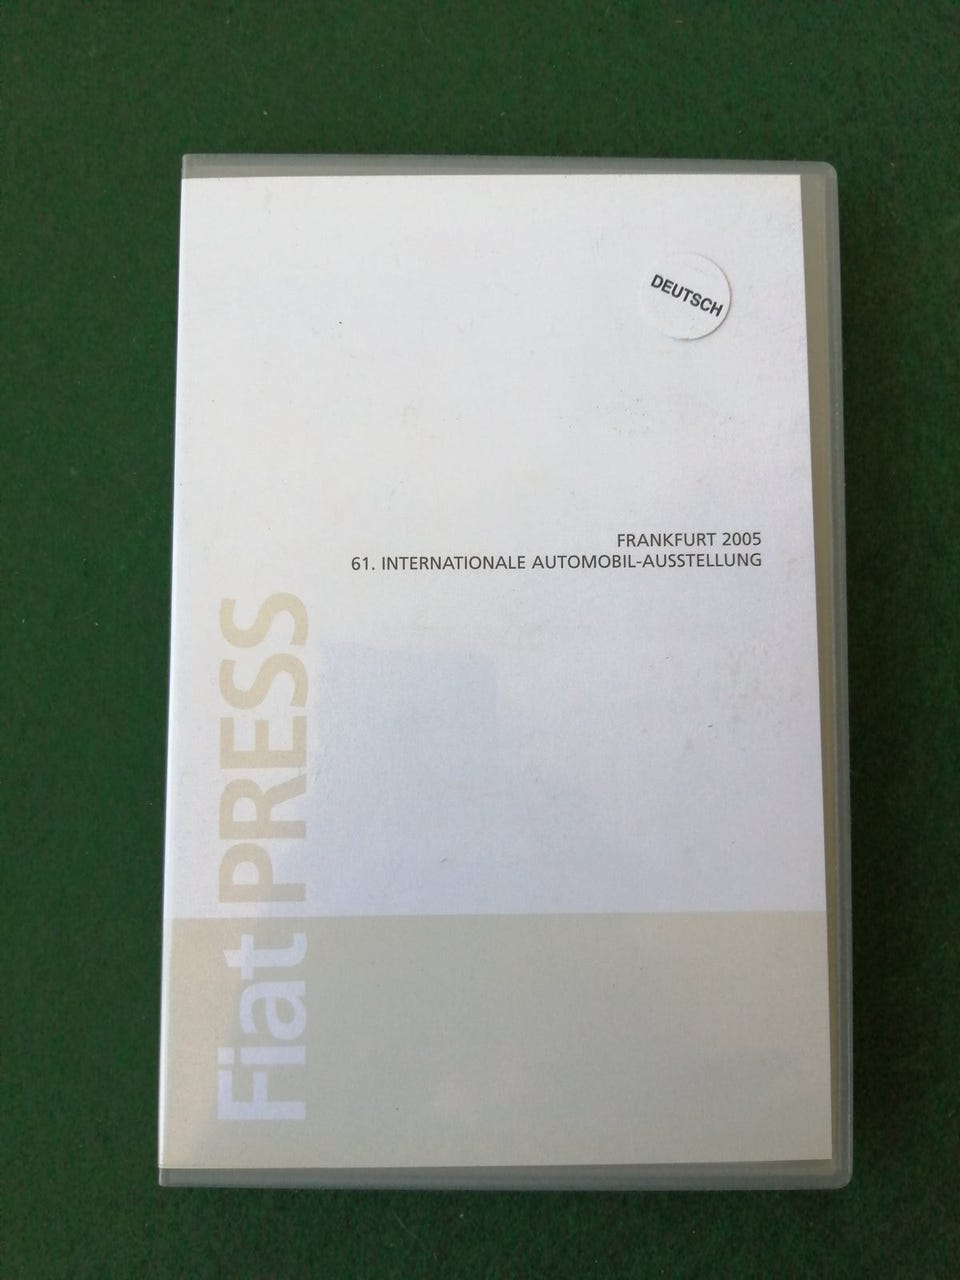 DEUTSCH
FRANKFURT 2005
61. INTERNATIONALE AUTOMOBIL-AUSSTELLUNG
Fiat PRESS